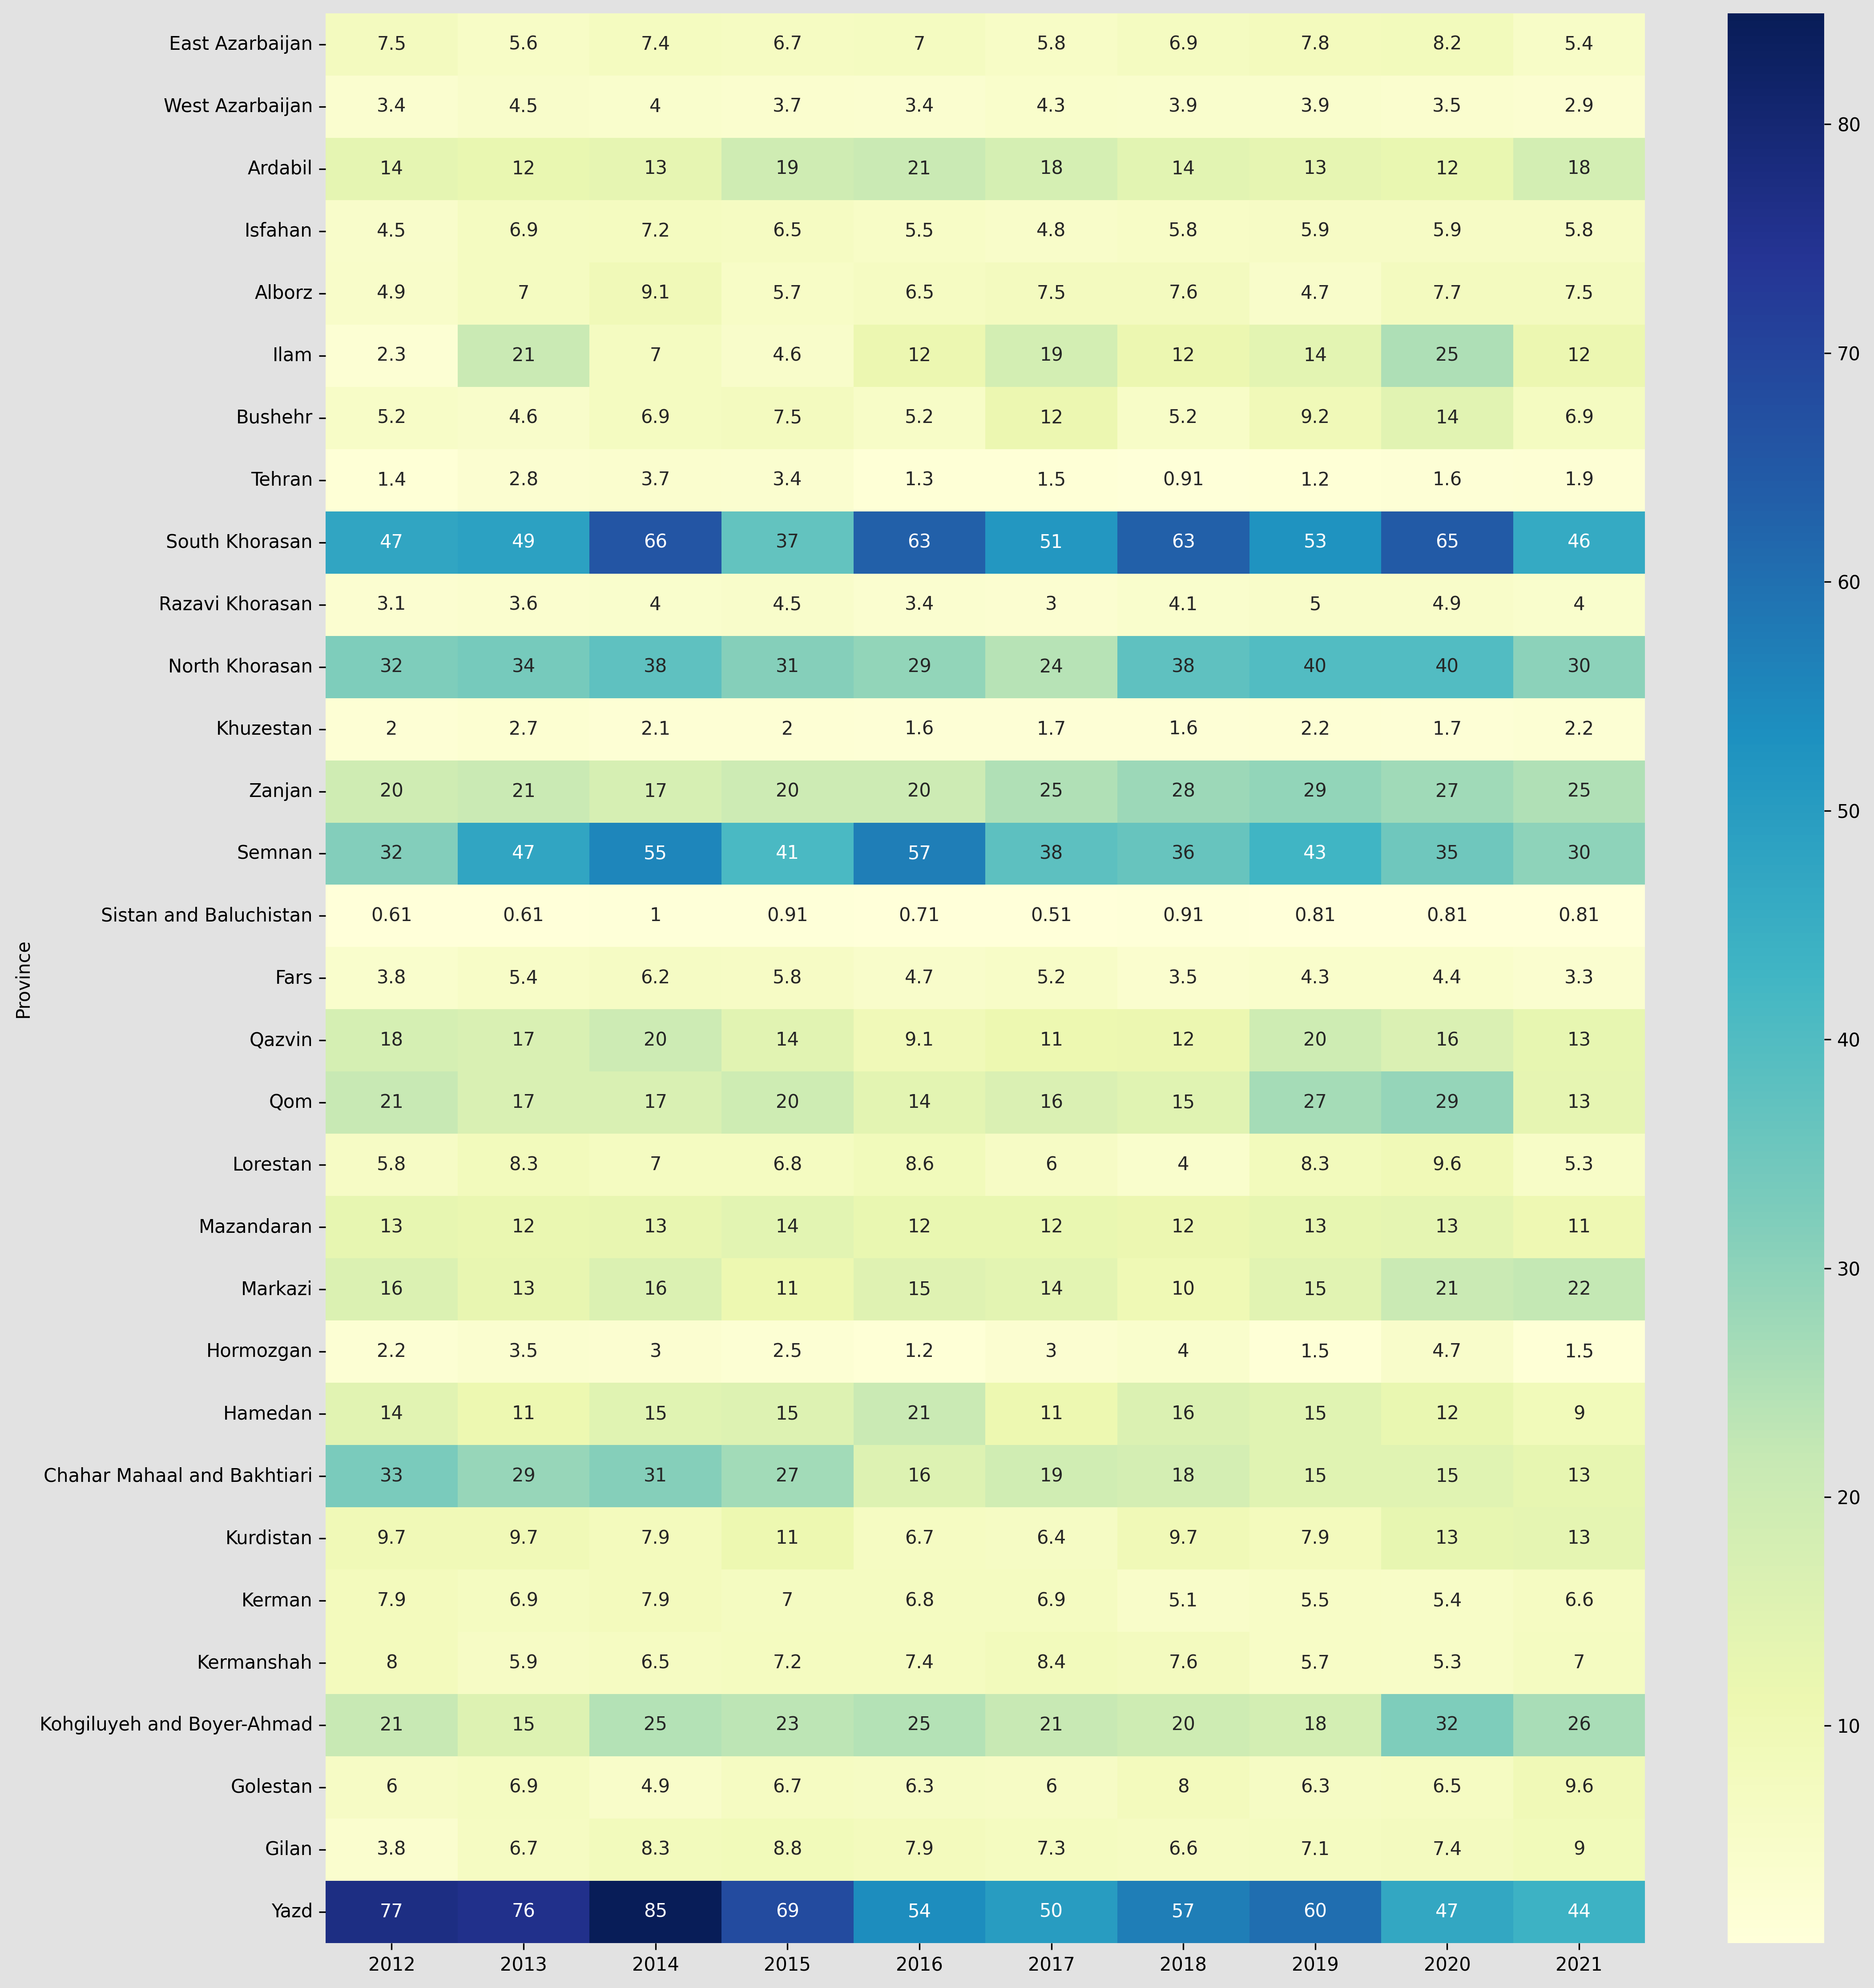 East Azarbaijan 7.5 5.6 7.4 6.7 7 5.8 6.9 7.8 8.2 5.4
West Azarbaijan 3.4 4.5 4 3.7 3.4 4.3 3.9 3.9 3.5 2.9
80
Ardabil 14 12 13 19 21 18 14 13 12 18
Isfahan 4.5 6.9 7.2 6.5 5.5 4.8 5.8 5.9 5.9 5.8
Alborz 4.9 7 9.1 5.7 6.5 7.5 7.6 4.7 7.7 7.5
Ilam 2.3 21 7 4.6 12 19 12 14 25 12
70
Bushehr 5.2 4.6 6.9 7.5 5.2 12 5.2 9.2 14 6.9
Tehran 1.4 2.8 3.7 3.4 1.3 1.5 0.91 1.2 1.6 1.9
South Khorasan 47 49 66 37 63 51 63 53 65 46
60
Razavi Khorasan 3.1 3.6 4 4.5 3.4 3 4.1 5 4.9 4
North Khorasan 32 34 38 31 29 24 38 40 40 30
Khuzestan 2 2.7 2.1 2 1.6 1.7 1.6 2.2 1.7 2.2
Zanjan 20 21 17 20 20 25 28 29 27 25
50
Semnan 32 47 55 41 57 38 36 43 35 30
Sistan and Baluchistan 0.61 0.61 1 0.91 0.71 0.51 0.91 0.81 0.81 0.81
Province
Fars 3.8 5.4 6.2 5.8 4.7 5.2 3.5 4.3 4.4 3.3
Qazvin 18 17 20 14 9.1 11 12 20 16 13
40
Qom 21 17 17 20 14 16 15 27 29 13
Lorestan 5.8 8.3 7 6.8 8.6 6 4 8.3 9.6 5.3
Mazandaran 13 12 13 14 12 12 12 13 13 11
30
Markazi 16 13 16 11 15 14 10 15 21 22
Hormozgan 2.2 3.5 3 2.5 1.2 3 4 1.5 4.7 1.5
Hamedan 14 11 15 15 21 11 16 15 12 9
Chahar Mahaal and Bakhtiari 33 29 31 27 16 19 18 15 15 13
20
Kurdistan 9.7 9.7 7.9 11 6.7 6.4 9.7 7.9 13 13
Kerman 7.9 6.9 7.9 7 6.8 6.9 5.1 5.5 5.4 6.6
Kermanshah 8 5.9 6.5 7.2 7.4 8.4 7.6 5.7 5.3 7
Kohgiluyeh and Boyer-Ahmad 21 15 25 23 25 21 20 18 32 26
10
Golestan 6 6.9 4.9 6.7 6.3 6 8 6.3 6.5 9.6
Gilan 3.8 6.7 8.3 8.8 7.9 7.3 6.6 7.1 7.4 9
Yazd 77 76 85 69 54 50 57 60 47 44
2012 2013 2014 2015 2016 2017 2018 2019 2020 2021